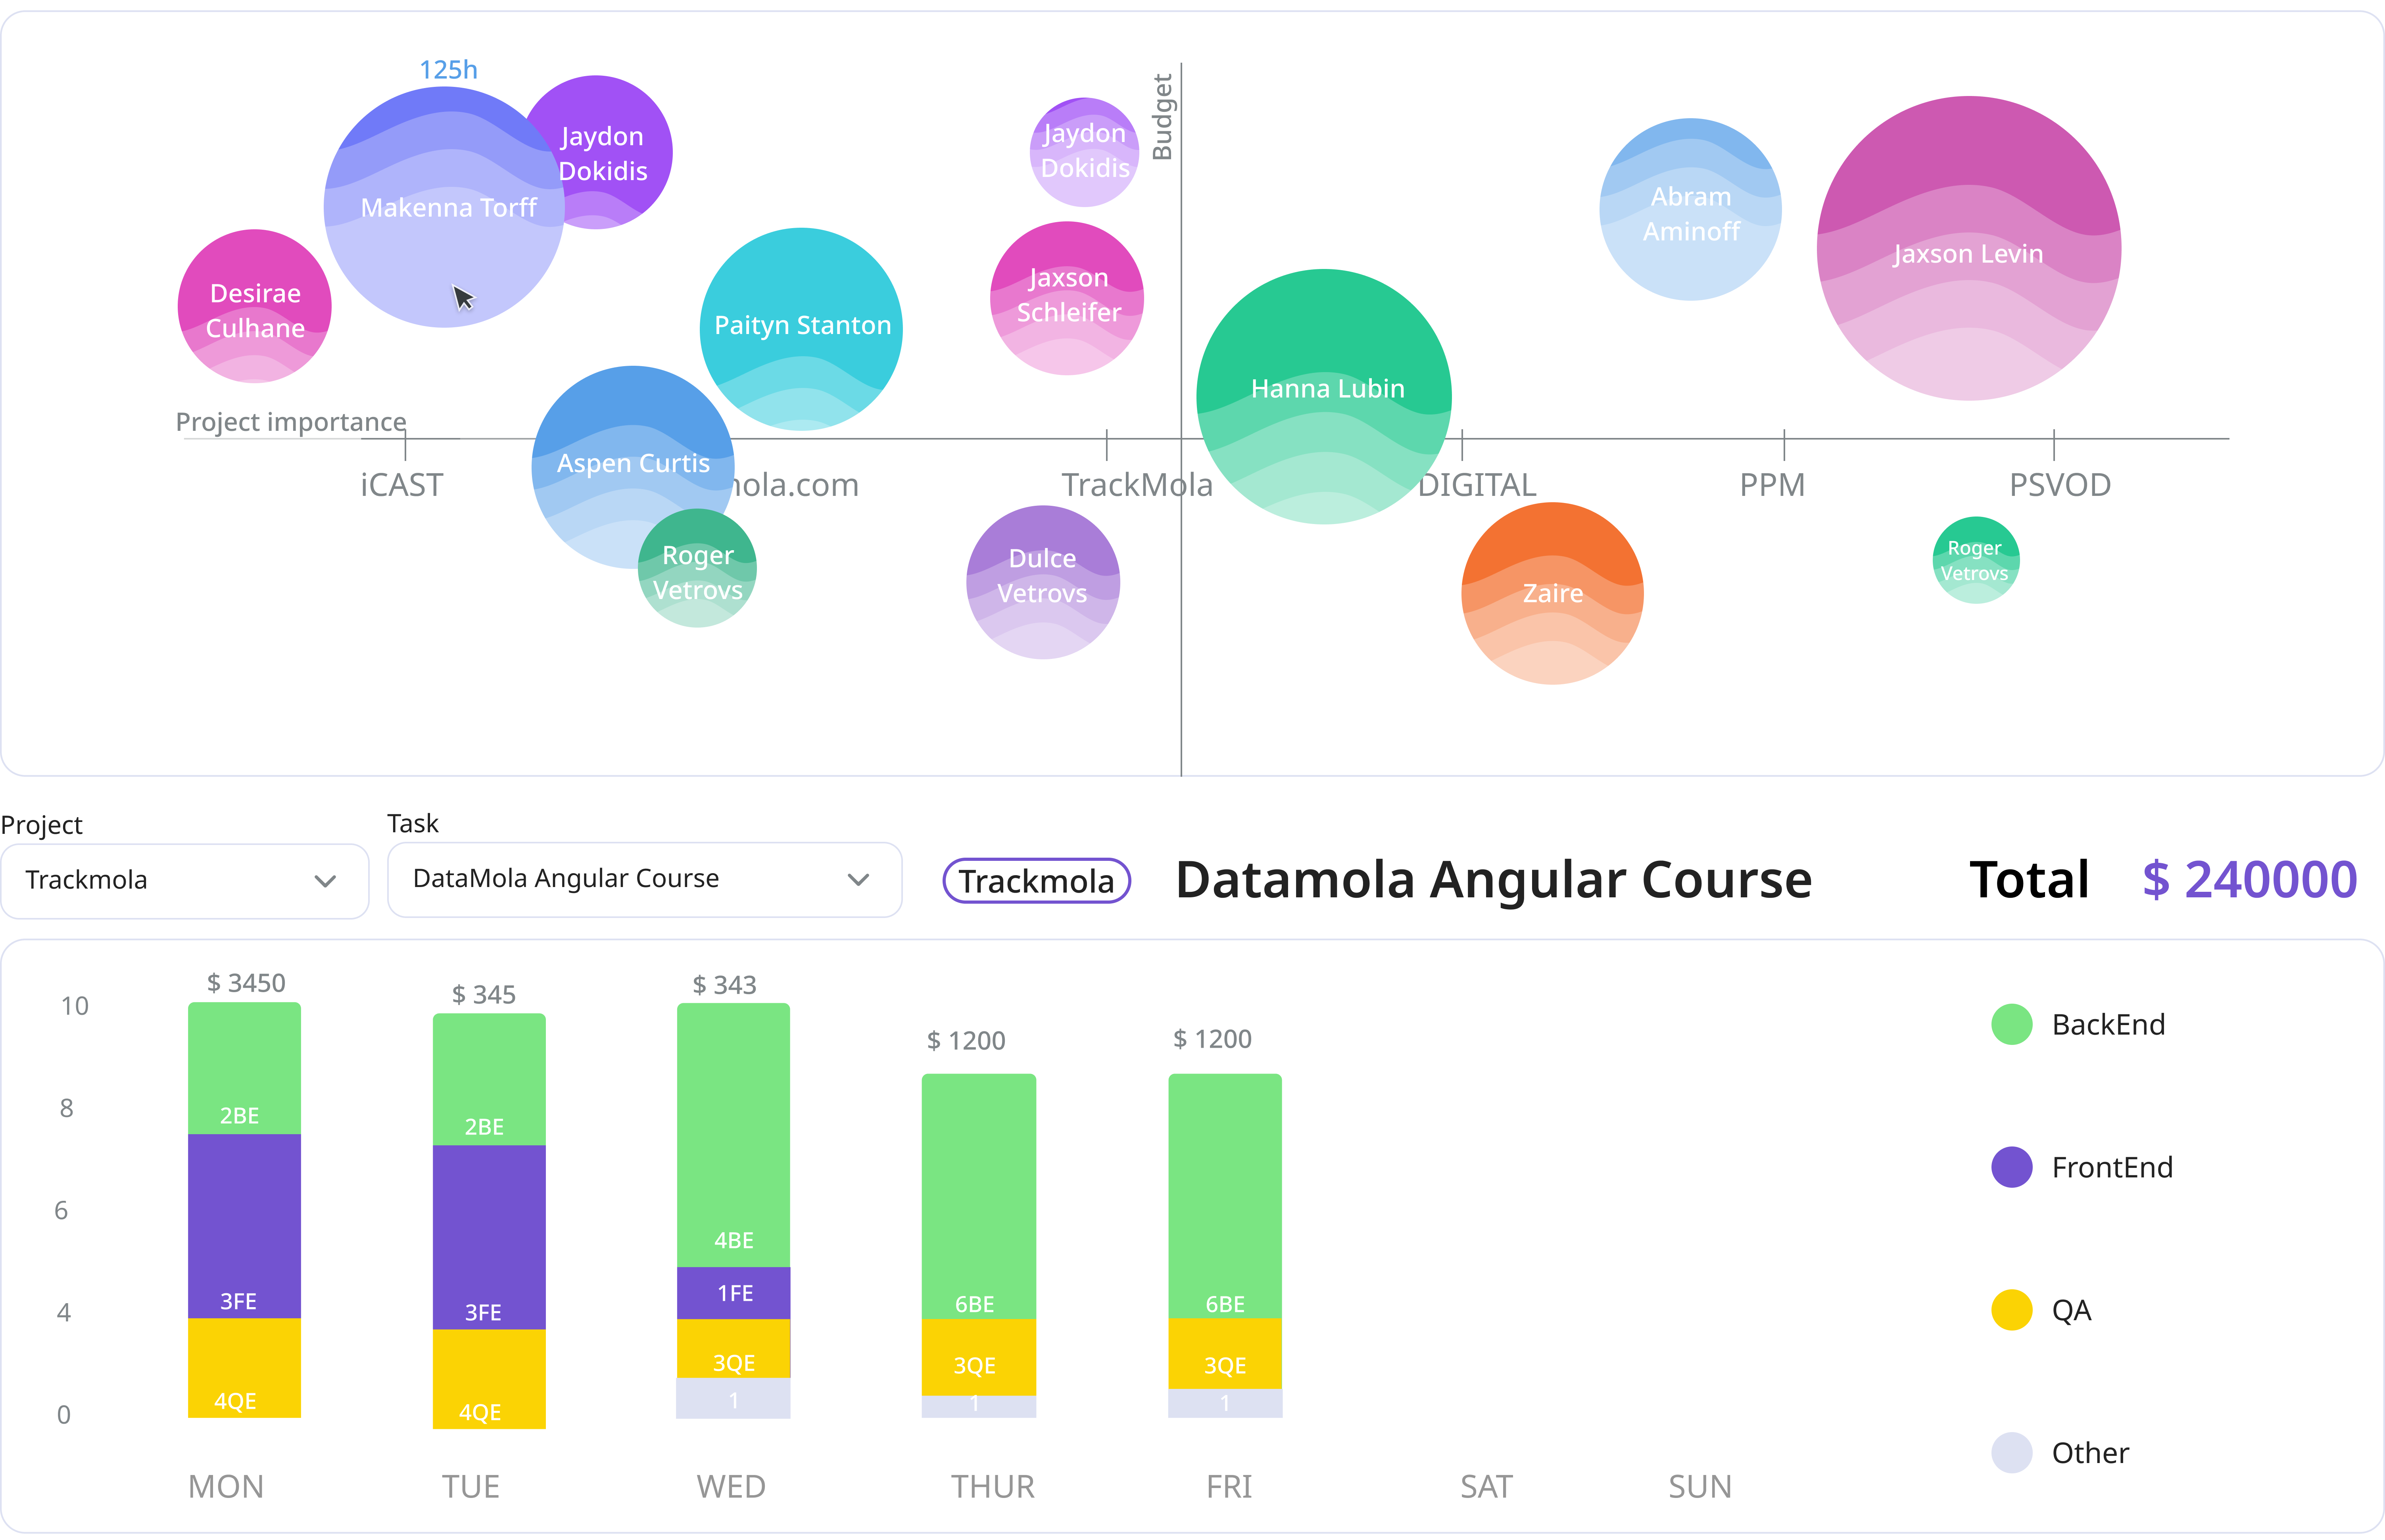 125h
Budget
Jaydon
Dokidis
Jaydon
Dokidis
Makenna Torff
Abram
Aminoff
Jaxson Levin
Desirae
Culhane
Jaxson
Schleifer
Paityn Stanton
Hanna Lubin
Project importance
Aspen Curtis
iCAST
ola.com
TrackMola
DIGITAL
PPM
PSVOD
Roger
Vetrovs
Dulce
Vetrovs
Zaire
Roger
Vetrovs
Project
Task
Trackmola
DataMola Angular Course
Trackmola
Datamola Angular Course
Total
$ 240000
$ 3450
$ 345
$ 343
$ 1200
$ 1200
10
8
6
4
0
2BE
3FE
4QE
2BE
3FE
4QE
4BE
1FE
3QE
1
6BE
3QE
1
6BE
3QE
1
MON
TUE
WED
THUR
FRI
SAT
SUN
BackEnd
FrontEnd
QA
Other